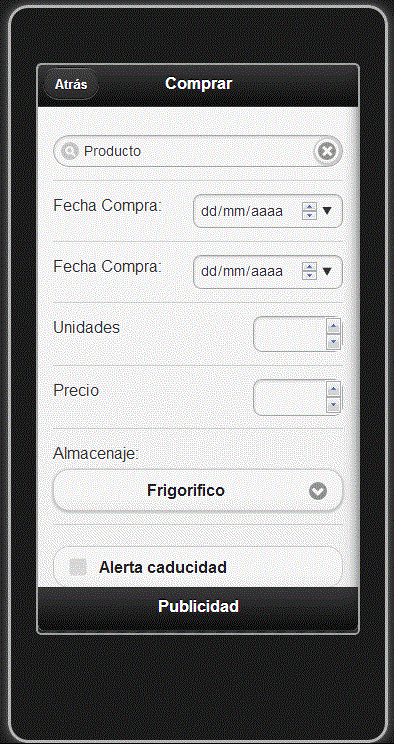 Atrás Comprar
Producto
Fecha Compra: dd/mm/aaaa
Fecha Compra: dd/mm/aaaa
Unidades
Precio
Almacenaje:
Frigorifico
Alerta caducidad
Publicidad